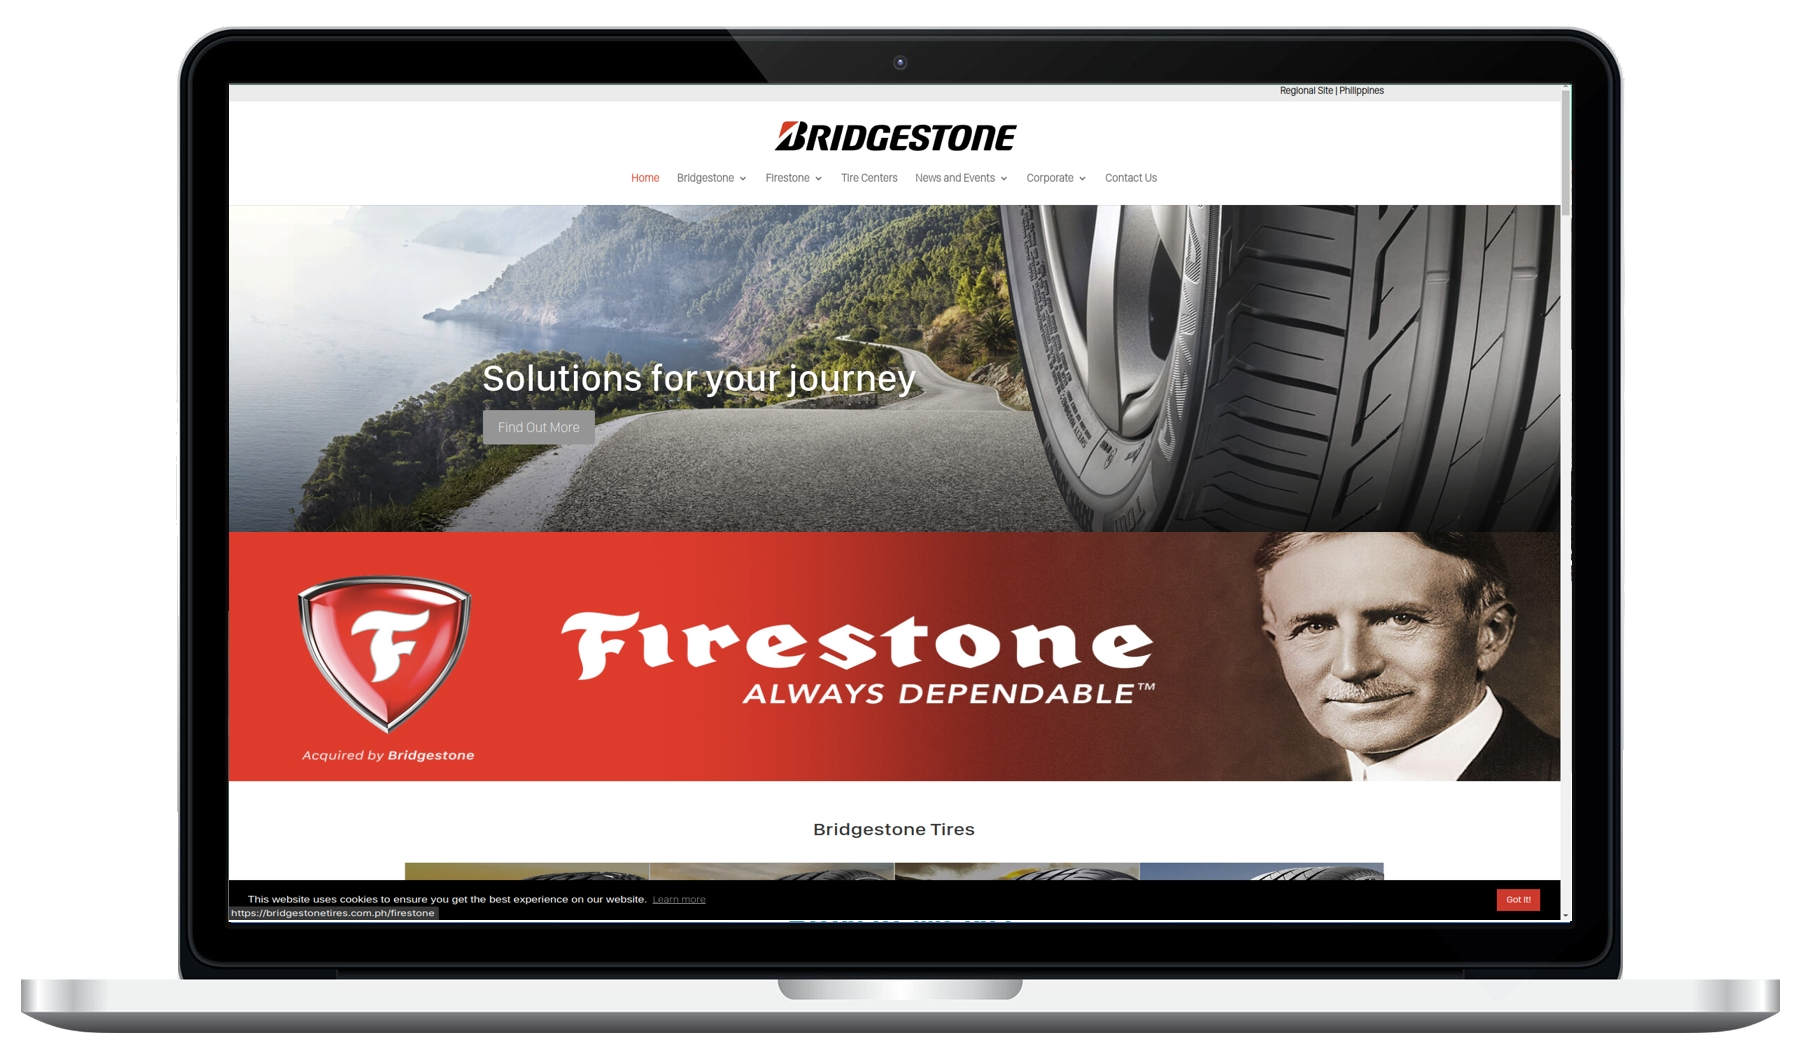 Regional Site | Philippines
BRIDGESTONE
Home Bridgestone Firestone Tire Centers News and Events Corporate Contact Us
Solutions for your journey
Find Out More
F
Firestone
ALWAYS DEPENDABLE™
Acquired by Bridgestone
Bridgestone Tires
This website uses cookies to ensure you get the best experience on our website. Learn more
Got It!
https://bridgestonetires.com.ph/firestone